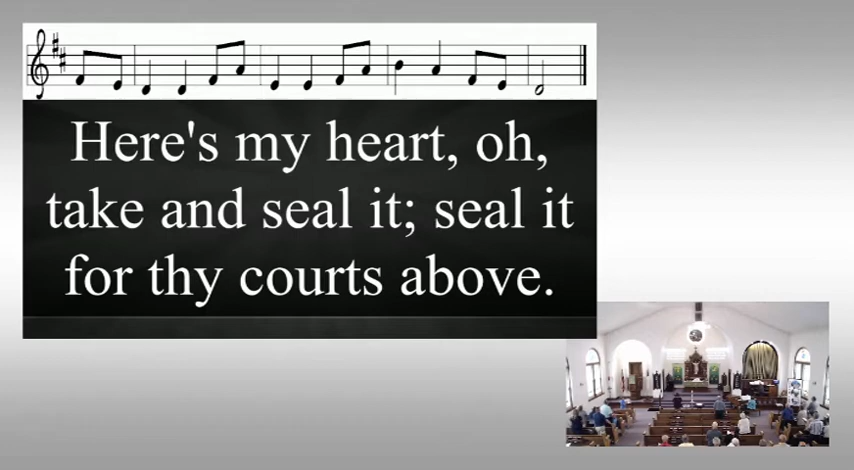 Here's my heart, oh,
take and seal it; seal it
for thy courts above.